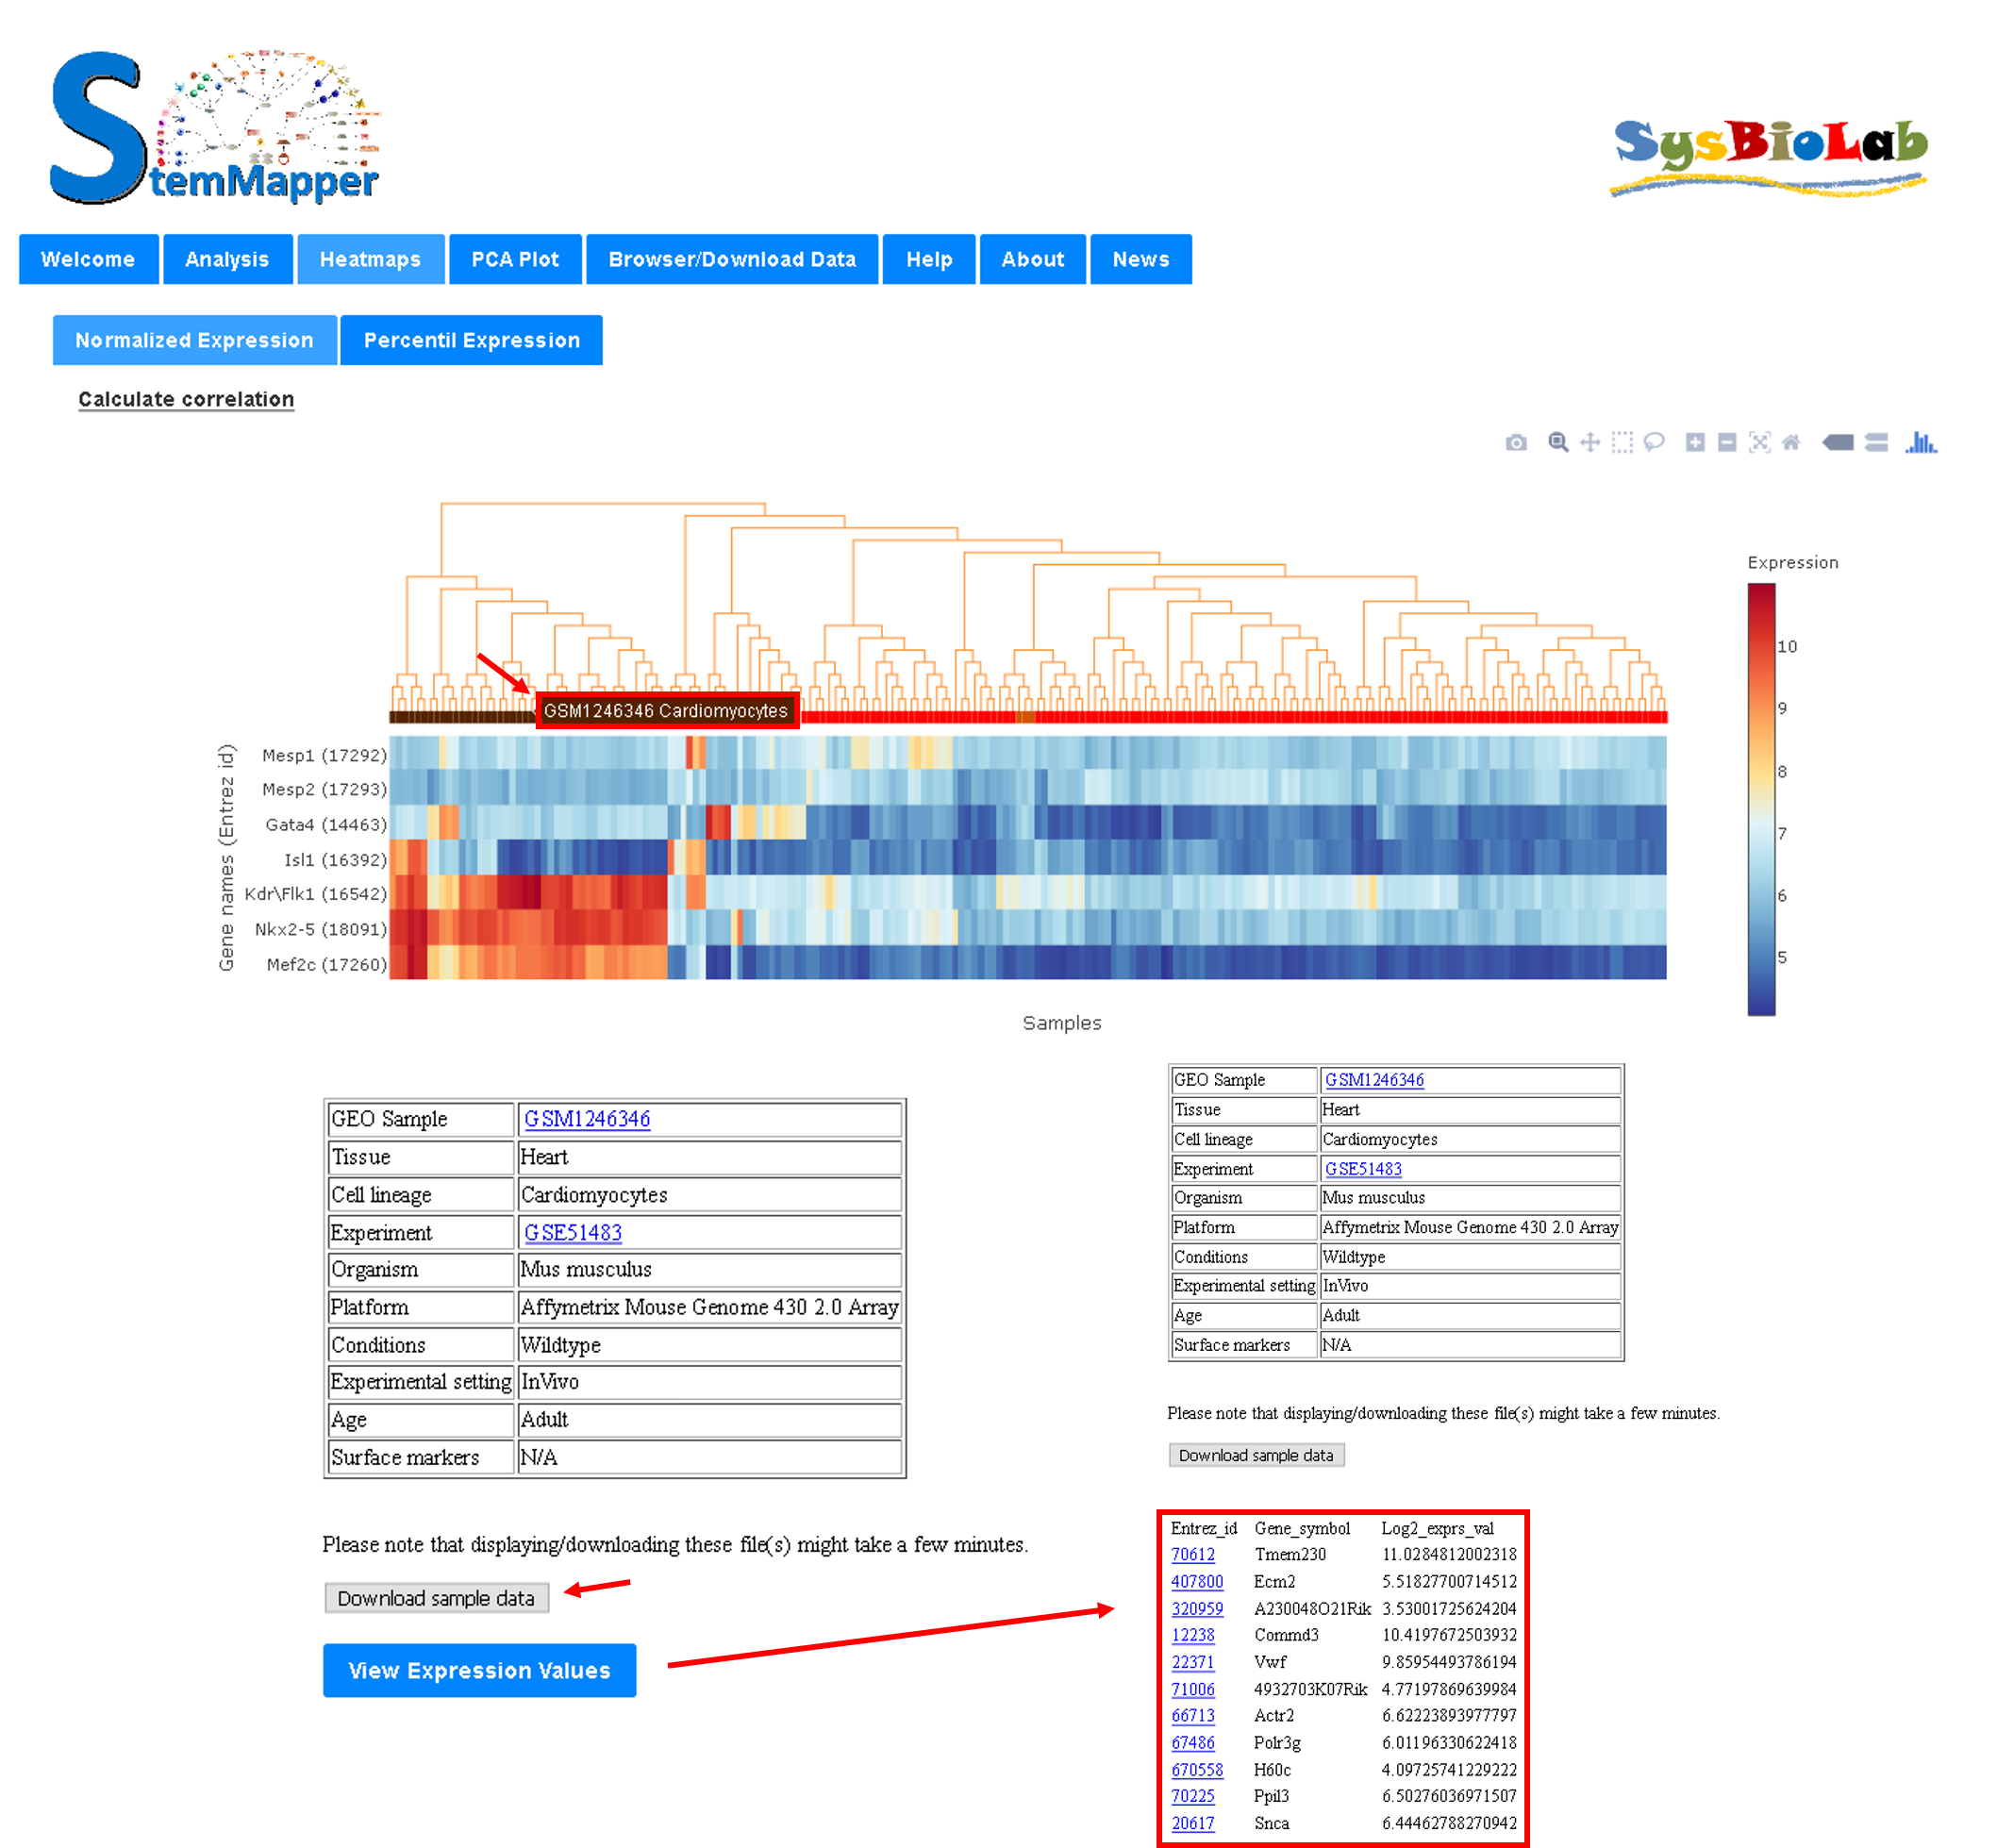 StemMapper
SysBioLab
Welcome Analysis Heatmaps PCA Plot Browser/Download Data Help About News
Normalized Expression Percentil Expression
Calculate correlation
Expression
10
9
8
7
6
5
GSM1246346 Cardiomyocytes
Gene names (Entrez id)
Mesp1 (17292)
Mesp2 (17293)
Gata4 (14463)
Isl1 (16392)
Kdr\Flk1 (16542)
Nkx2-5 (18091)
Mef2c (17260)
Samples
GEO Sample GSM1246346
Tissue Heart
Cell lineage Cardiomyocytes
Experiment GSE51483
Organism Mus musculus
Platform Affymetrix Mouse Genome 430 2.0 Array
Conditions Wildtype
Experimental setting InVivo
Age Adult
Surface markers N/A
Please note that displaying/downloading these file(s) might take a few minutes.
Download sample data
View Expression Values
GEO Sample GSM1246346
Tissue Heart
Cell lineage Cardiomyocytes
Experiment GSE51483
Organism Mus musculus
Platform Affymetrix Mouse Genome 430 2.0 Array
Conditions Wildtype
Experimental setting InVivo
Age Adult
Surface markers N/A
Please note that displaying/downloading these file(s) might take a few minutes.
Download sample data
Entrez_id Gene_symbol Log2_exprs_val
70612 Tmem230 11.0284812002318
407800 Ecm2 5.51827700714512
320959 A230048O21Rik 3.53001725624204
12238 Commd3 10.4197672503932
22371 Vwf 9.85954493786194
71006 4932703K07Rik 4.77197869639984
66713 Actr2 6.62223893977797
67486 Polr3g 6.01196330622418
670558 H60c 4.09725741229222
70225 Ppil3 6.50276036971507
20617 Snca 6.44462788270942